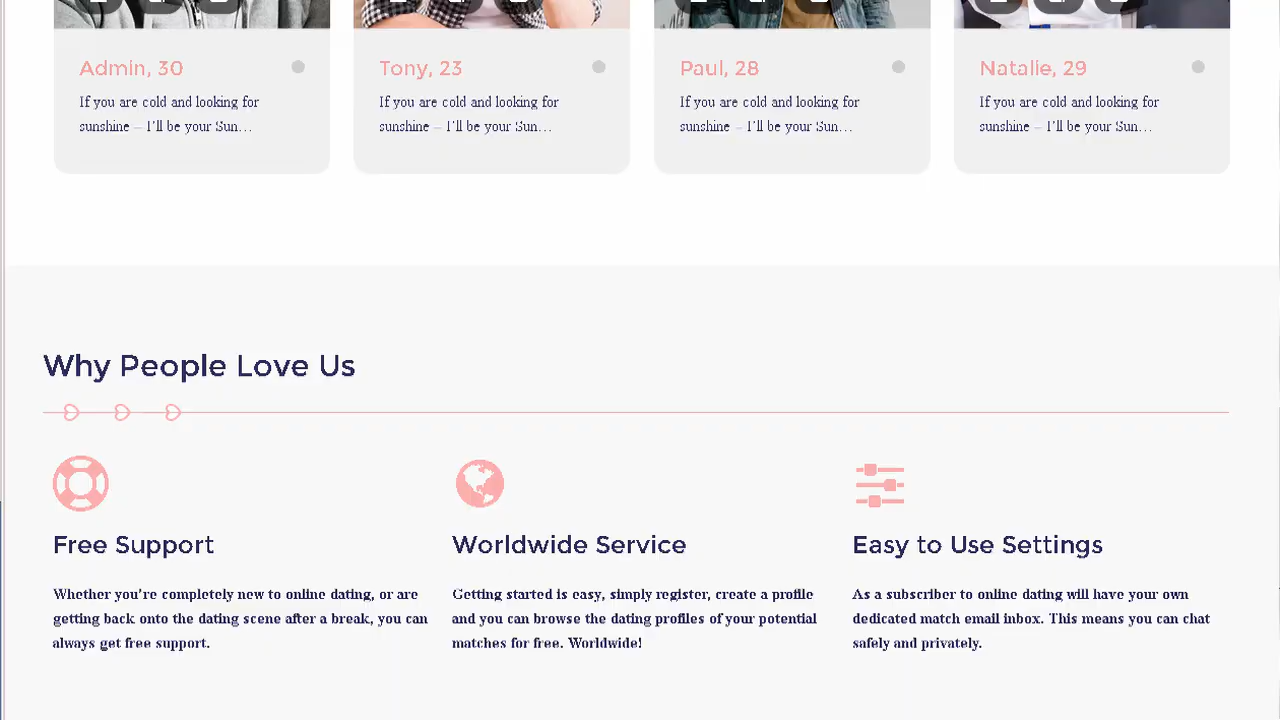 Admin, 30
If you are cold and looking for
sunshine – I'll be your Sun...
Tony, 23
If you are cold and looking for
sunshine – I'll be your Sun...
Paul, 28
If you are cold and looking for
sunshine – I'll be your Sun...
Natalie, 29
If you are cold and looking for
sunshine – I'll be your Sun...
Why People Love Us
Free Support
Whether you're completely new to online dating, or are
getting back onto the dating scene after a break, you can
always get free support.
Worldwide Service
Getting started is easy, simply register, create a profile
and you can browse the dating profiles of your potential
matches for free. Worldwide!
Easy to Use Settings
As a subscriber to online dating will have your own
dedicated match email inbox. This means you can chat
safely and privately.